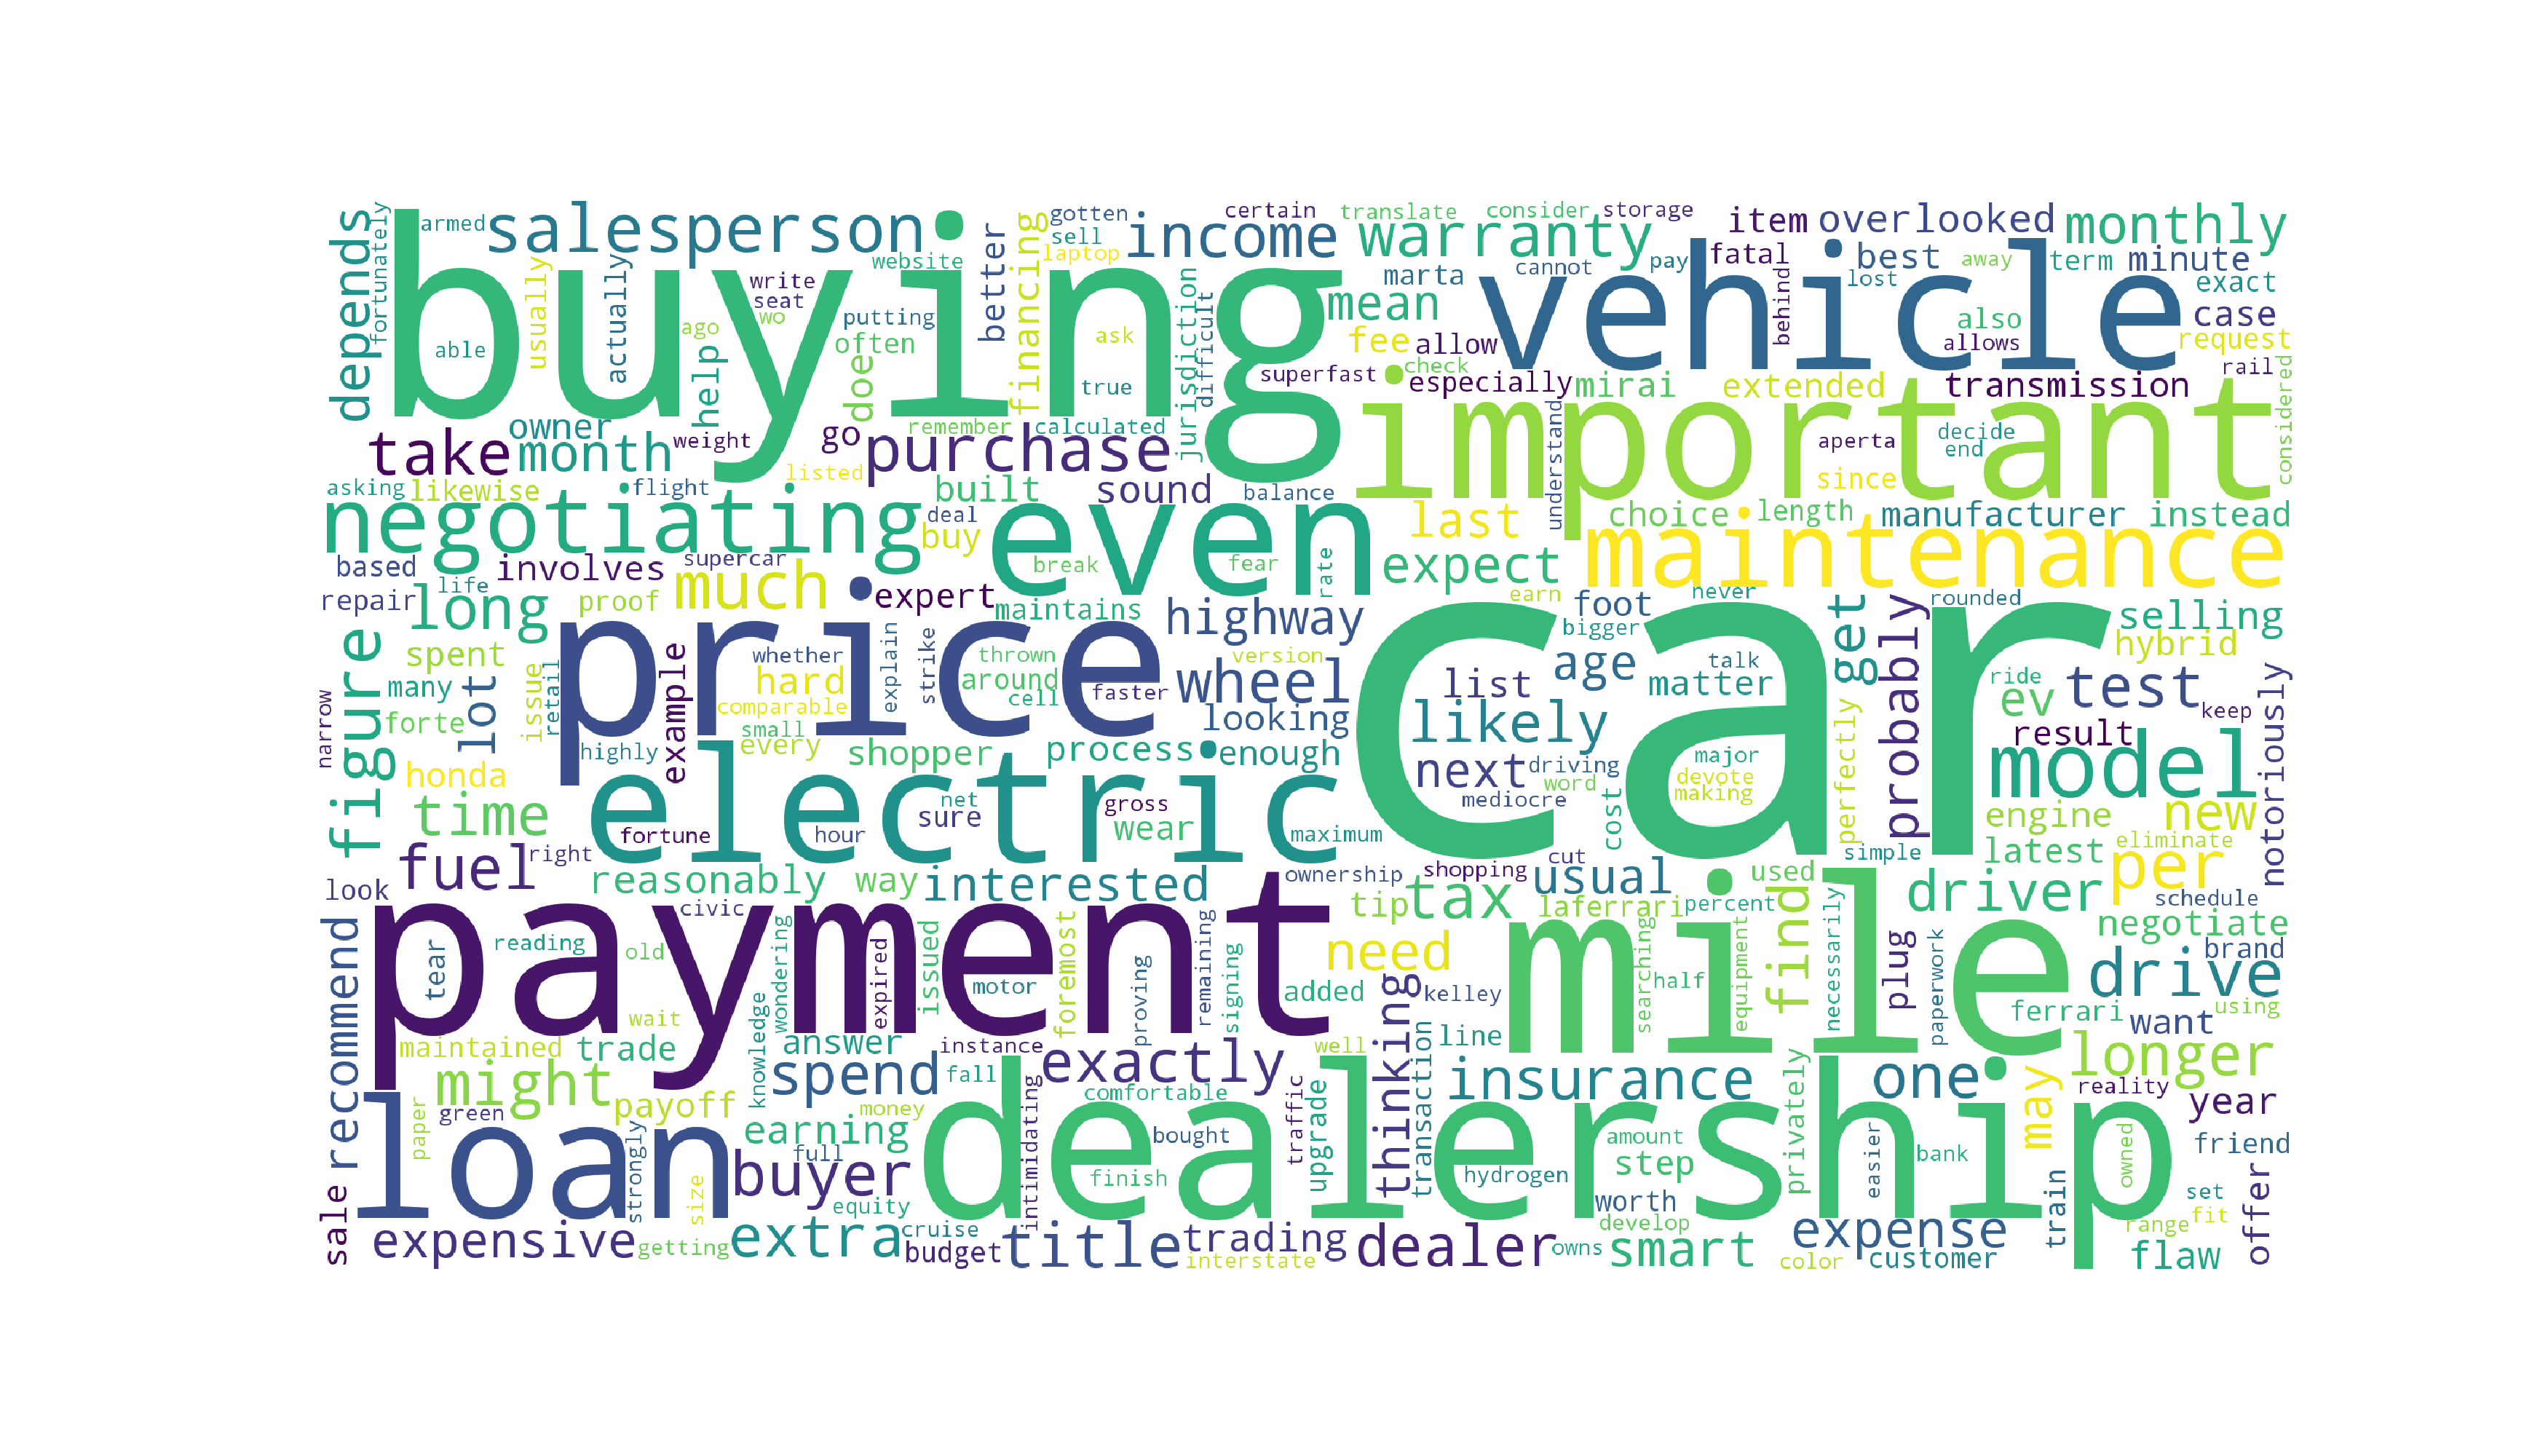 buying
car
vehicle
important
payment
price
electric
mile
dealership
loan
even
maintenance
negotiating
salesperson
income
warranty
monthly
overlooked
item
depends
fortunately
armed
usually
actually
write
seat
wo
ago
able
help
putting
often
doe
website
financing
better
gotten
sell
laptop
ask
true
certain
translate
consider
storage
marta
cannot
pay
fatal
behind
best
lost
away
term
minute
exact
also
case
allows
request
rail
mean
fee
allow
check
superfast
especially
mirai
extended
transmission
jurisdiction
difficult
remember
calculated
owner
take
month
weight
go
purchase
listed
asking
likewise
flight
built
sound
balance
understand
aperta
since
decide
end
considered
deal
buy
last
choice
length
manufacturer
instead
based
life
involves
supercar
break
fear
rate
expect
repair
long
proof
much
expert
maintains
highway
earn
foot
never
bigger
rounded
selling
hybrid
figure
spent
many
forte
lot
issue
retail
example
whether
hard
comparable
explain
strike
thrown
around
cell
faster
version
wheel
looking
list
age
talk
matter
likely
perfectly
get
probably
ev
ride
test
keep
result
model
notoriously
narrow
honda
highly
small
every
shopper
process
enough
next
driving
word
major
devote
making
mediocre
cost
time
fortune
hour
net
sure
gross
wear
maximum
simple
engine
new
latest
eliminate
per
look
fuel
right
reasonably
way
interested
ownership
shopping
cut
usual
used
driver
schedule
negotiate
brand
recommend
tear
reading
old
civic
wondering
expired
issued
motor
foremost
proving
remaining
signing
tip
tax
laferrari
percent
need
added
kelley
thinking
searching
half
equipment
find
necessarily
plug
paperwork
drive
ferrari
using
want
longer
maintained
wait
trade
knowledge
answer
instance
exactly
well
line
transaction
insurance
privately
one
may
reality
year
paper
green
might
payoff
spend
fall
money
earning
comfortable
upgrade
traffic
amount
step
easier
bank
owned
friend
strongly
size
full
buyer
bought
finish
intimidating
hydrogen
worth
train
set
offer
sale
expensive
getting
extra
equity
cruise
budget
title
trading
interstate
dealer
owns
develop
smart
color
expense
customer
range
fit
flaw